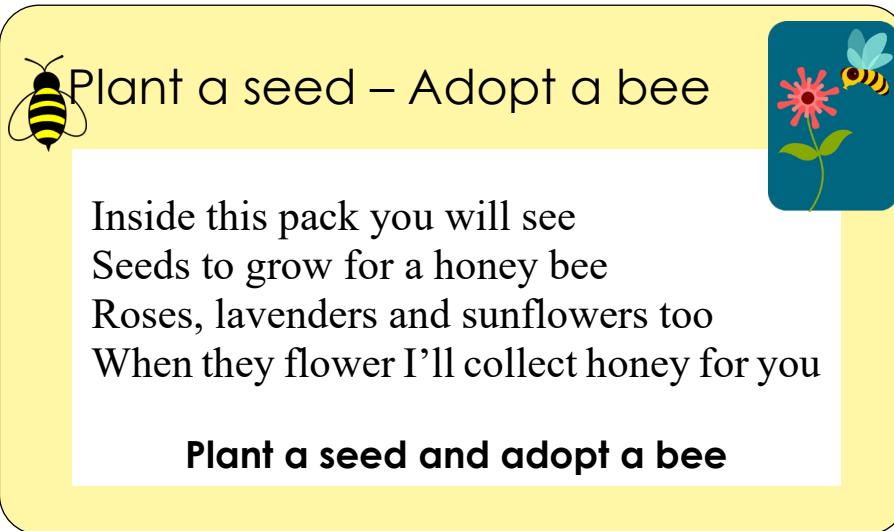 Plant a seed – Adopt a bee
Inside this pack you will see
Seeds to grow for a honey bee
Roses, lavenders and sunflowers too
When they flower I’ll collect honey for you
Plant a seed and adopt a bee